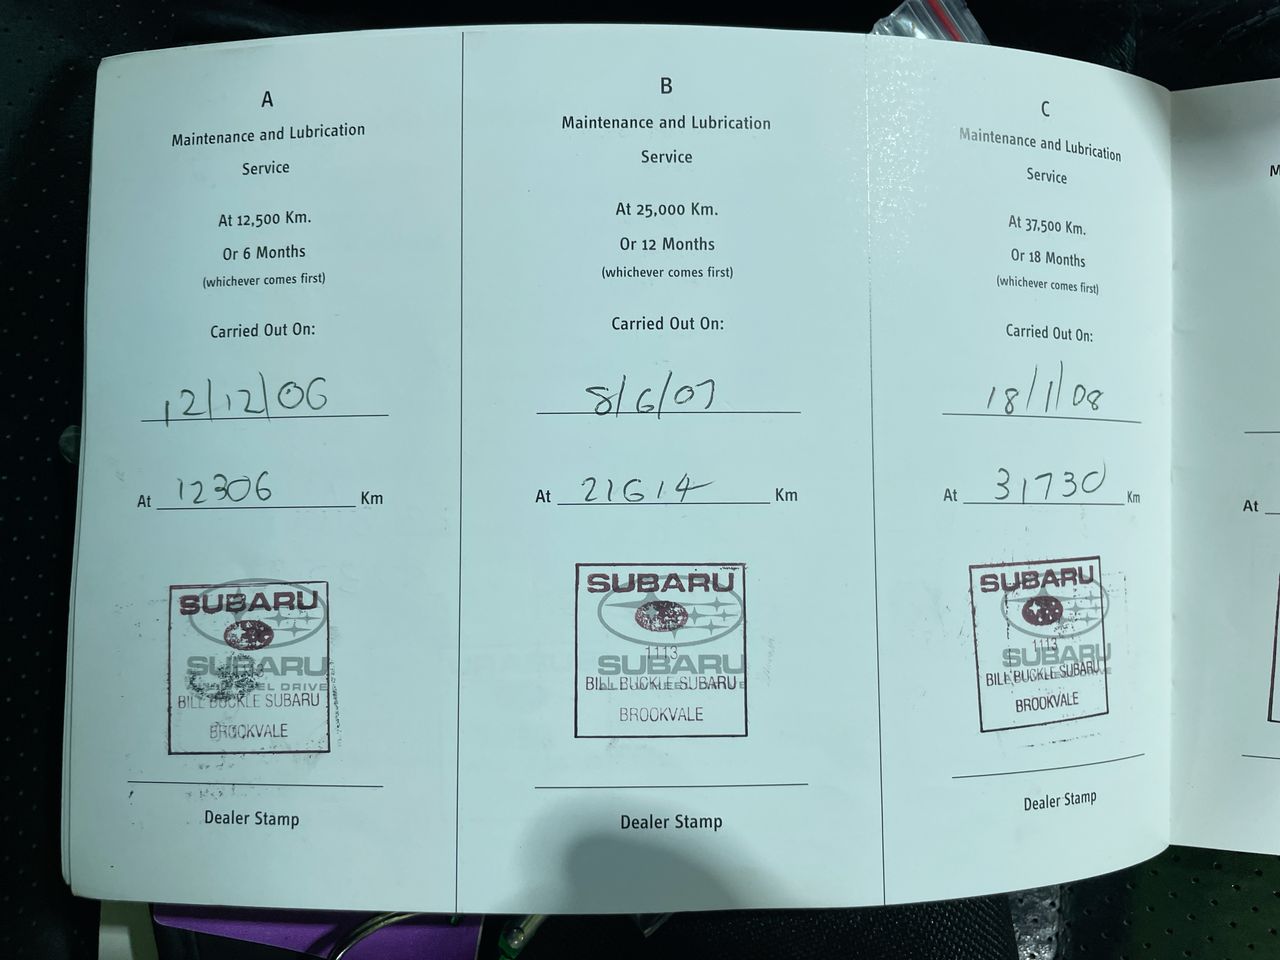 A
Maintenance and Lubrication
Service
At 12,500 Km.
Or 6 Months
(whichever comes first)
Carried Out On:
12/12/06
At 12306 Km
SUBARU
SUBARU
BILL BUCKLE SUBARU
BROOKVALE
Dealer Stamp
B
Maintenance and Lubrication
Service
At 25,000 Km.
Or 12 Months
(whichever comes first)
Carried Out On:
8/6/07
At 21614 Km
SUBARU
1113
SUBARU
BILL BUCKLE SUBARU
BROOKVALE
Dealer Stamp
C
Maintenance and Lubrication
Service
At 37,500 Km.
Or 18 Months
(whichever comes first)
Carried Out On:
18/1/08
At 31730 Km
SUBARU
1113
SUBARU
BILL BUCKLE SUBARU
BROOKVALE
Dealer Stamp
M
At